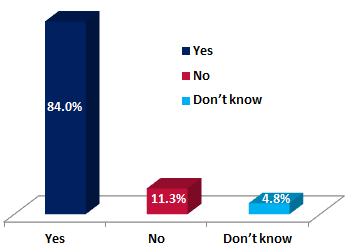 84.0%
Yes
No
Don't know
11.3%
4.8%
Yes
No
Don't know